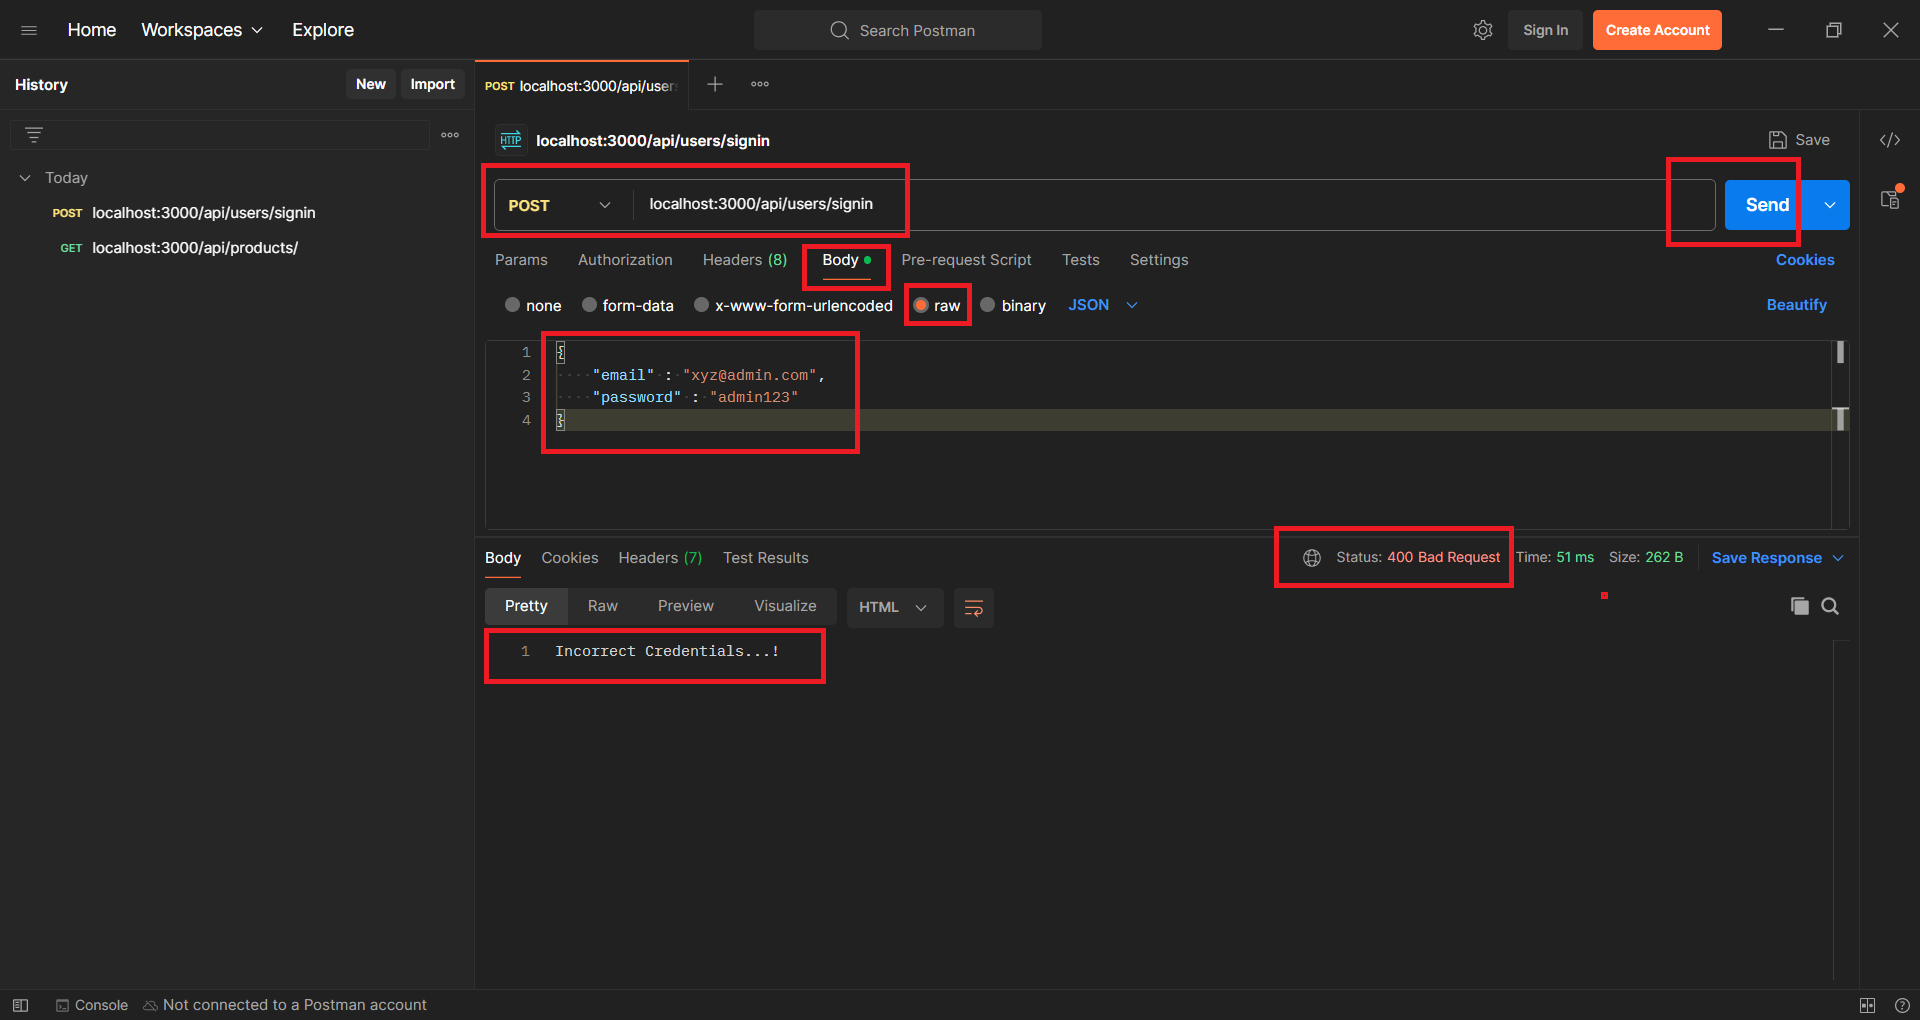 Home Workspaces Explore Search Postman Sign In Create Account
History New Import POST localhost:3000/api/user
HTTP localhost:3000/api/users/signin Save
Today
POST localhost:3000/api/users/signin
GET localhost:3000/api/products/
POST localhost:3000/api/users/signin Send
Params Authorization Headers (8) Body Pre-request Script Tests Settings Cookies
none form-data x-www-form-urlencoded raw binary JSON Beautify
1 {
2 "email" : "xyz@admin.com",
3 "password" : "admin123"
4 }
Body Cookies Headers (7) Test Results Status: 400 Bad Request Time: 51 ms Size: 262 B Save Response
Pretty Raw Preview Visualize HTML
1 Incorrect Credentials...!
Console Not connected to a Postman account